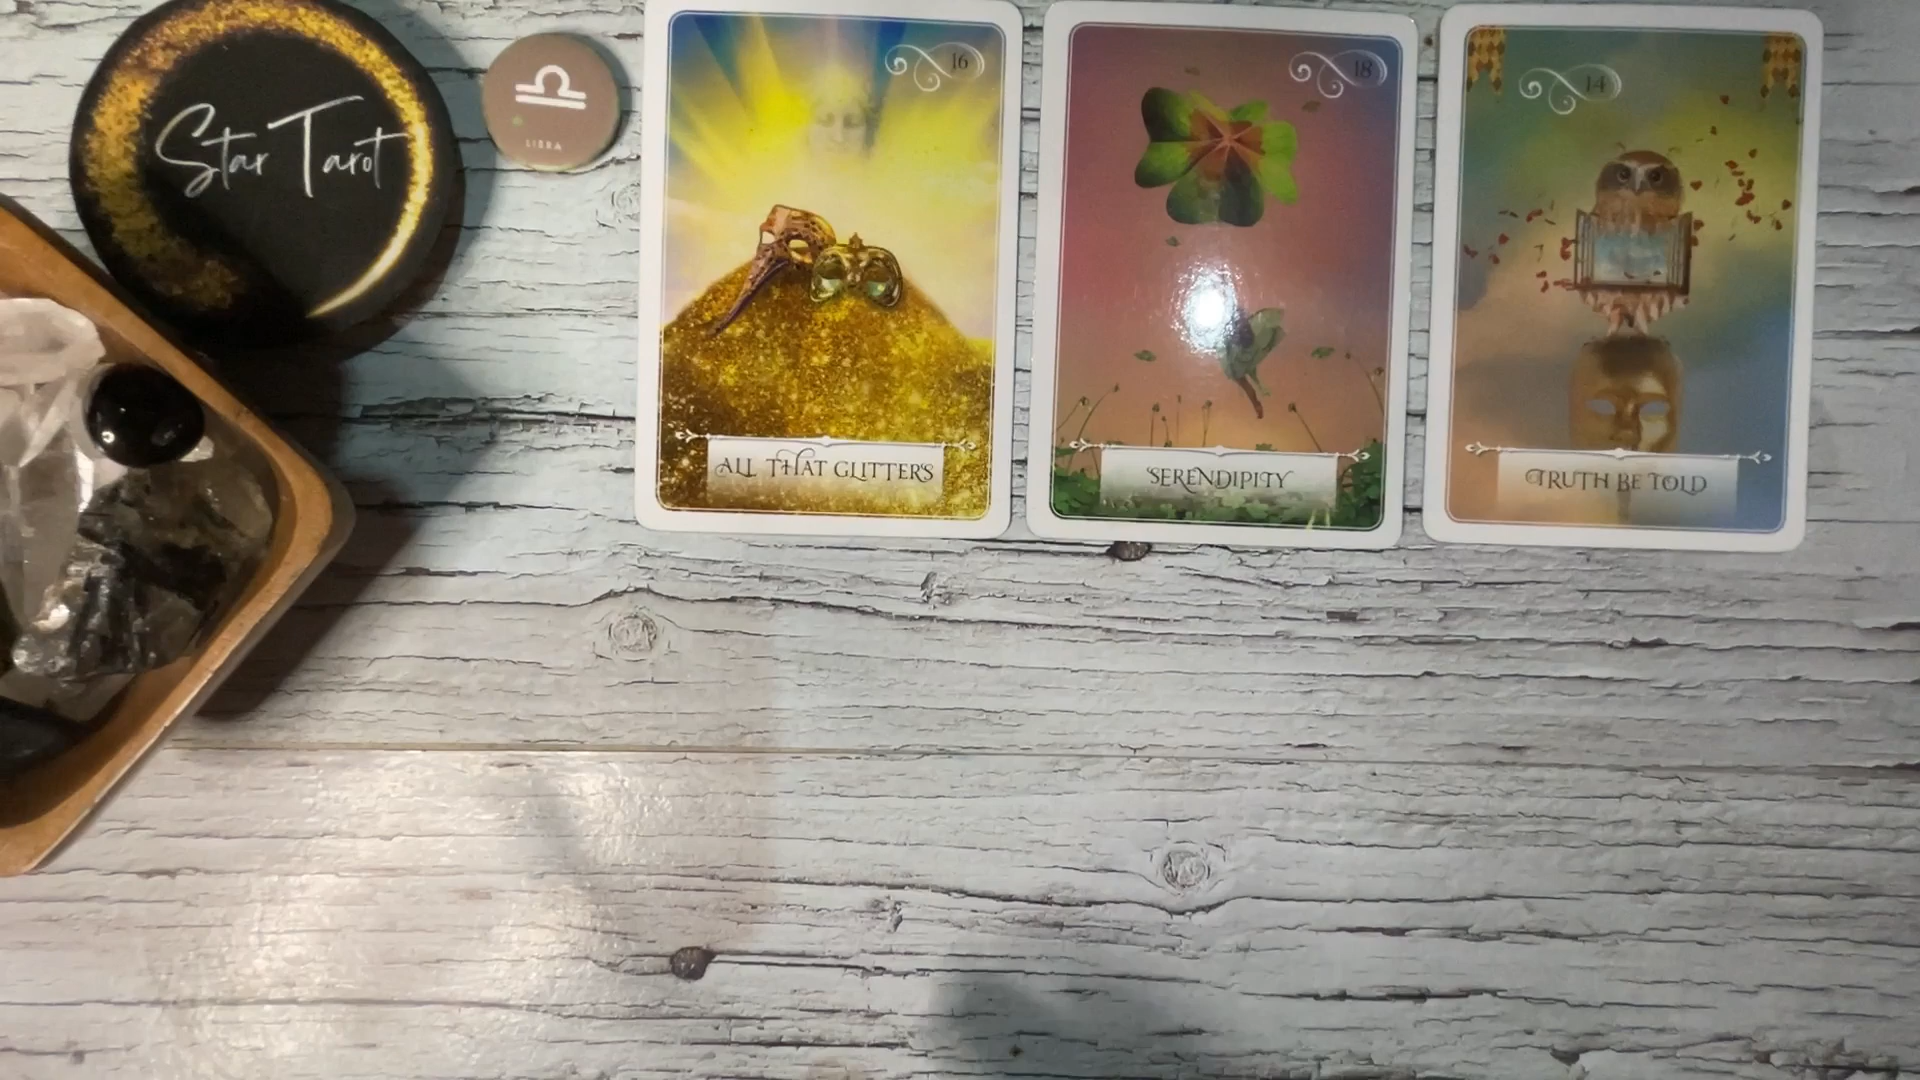 Star Tarot
LIBRA
16
ALL THAT GLITTERS
18
SERENDIPITY
14
TRUTH BE TOLD